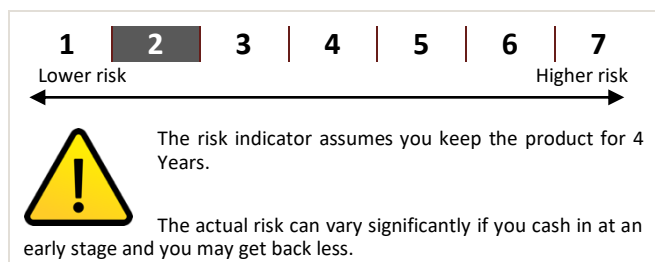 1 2 3 4 5 6 7
Lower risk Higher risk
The risk indicator assumes you keep the product for 4
Years.
The actual risk can vary significantly if you cash in at an
early stage and you may get back less.